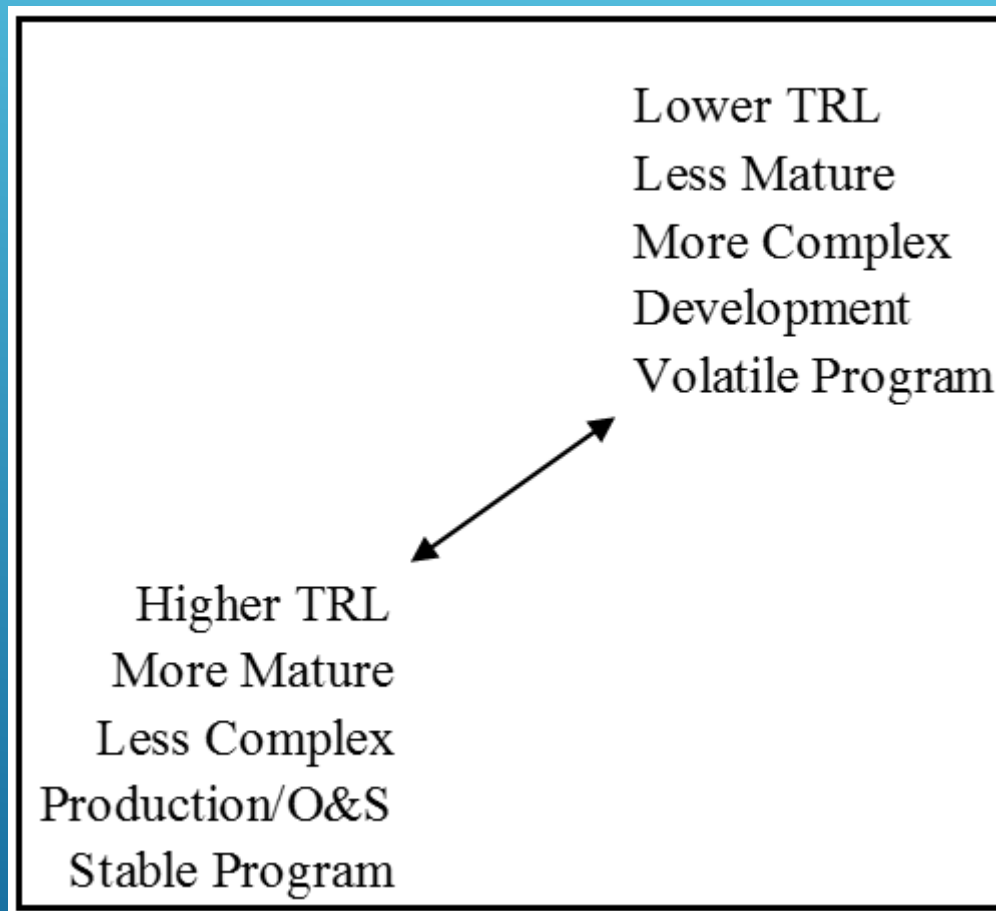 Lower TRL
Less Mature
More Complex
Development
Volatile Program
Higher TRL
More Mature
Less Complex
Production/O&S
Stable Program